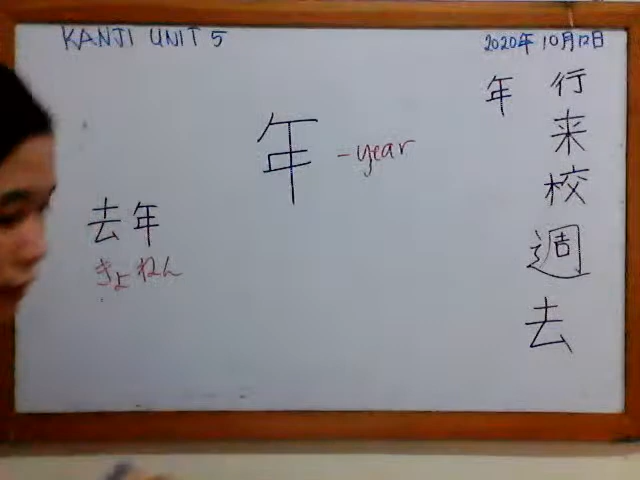 KANJI UNIT 5
2020年 10月12日
行
来
校
週
去
年
年 - year
去年
きょねん